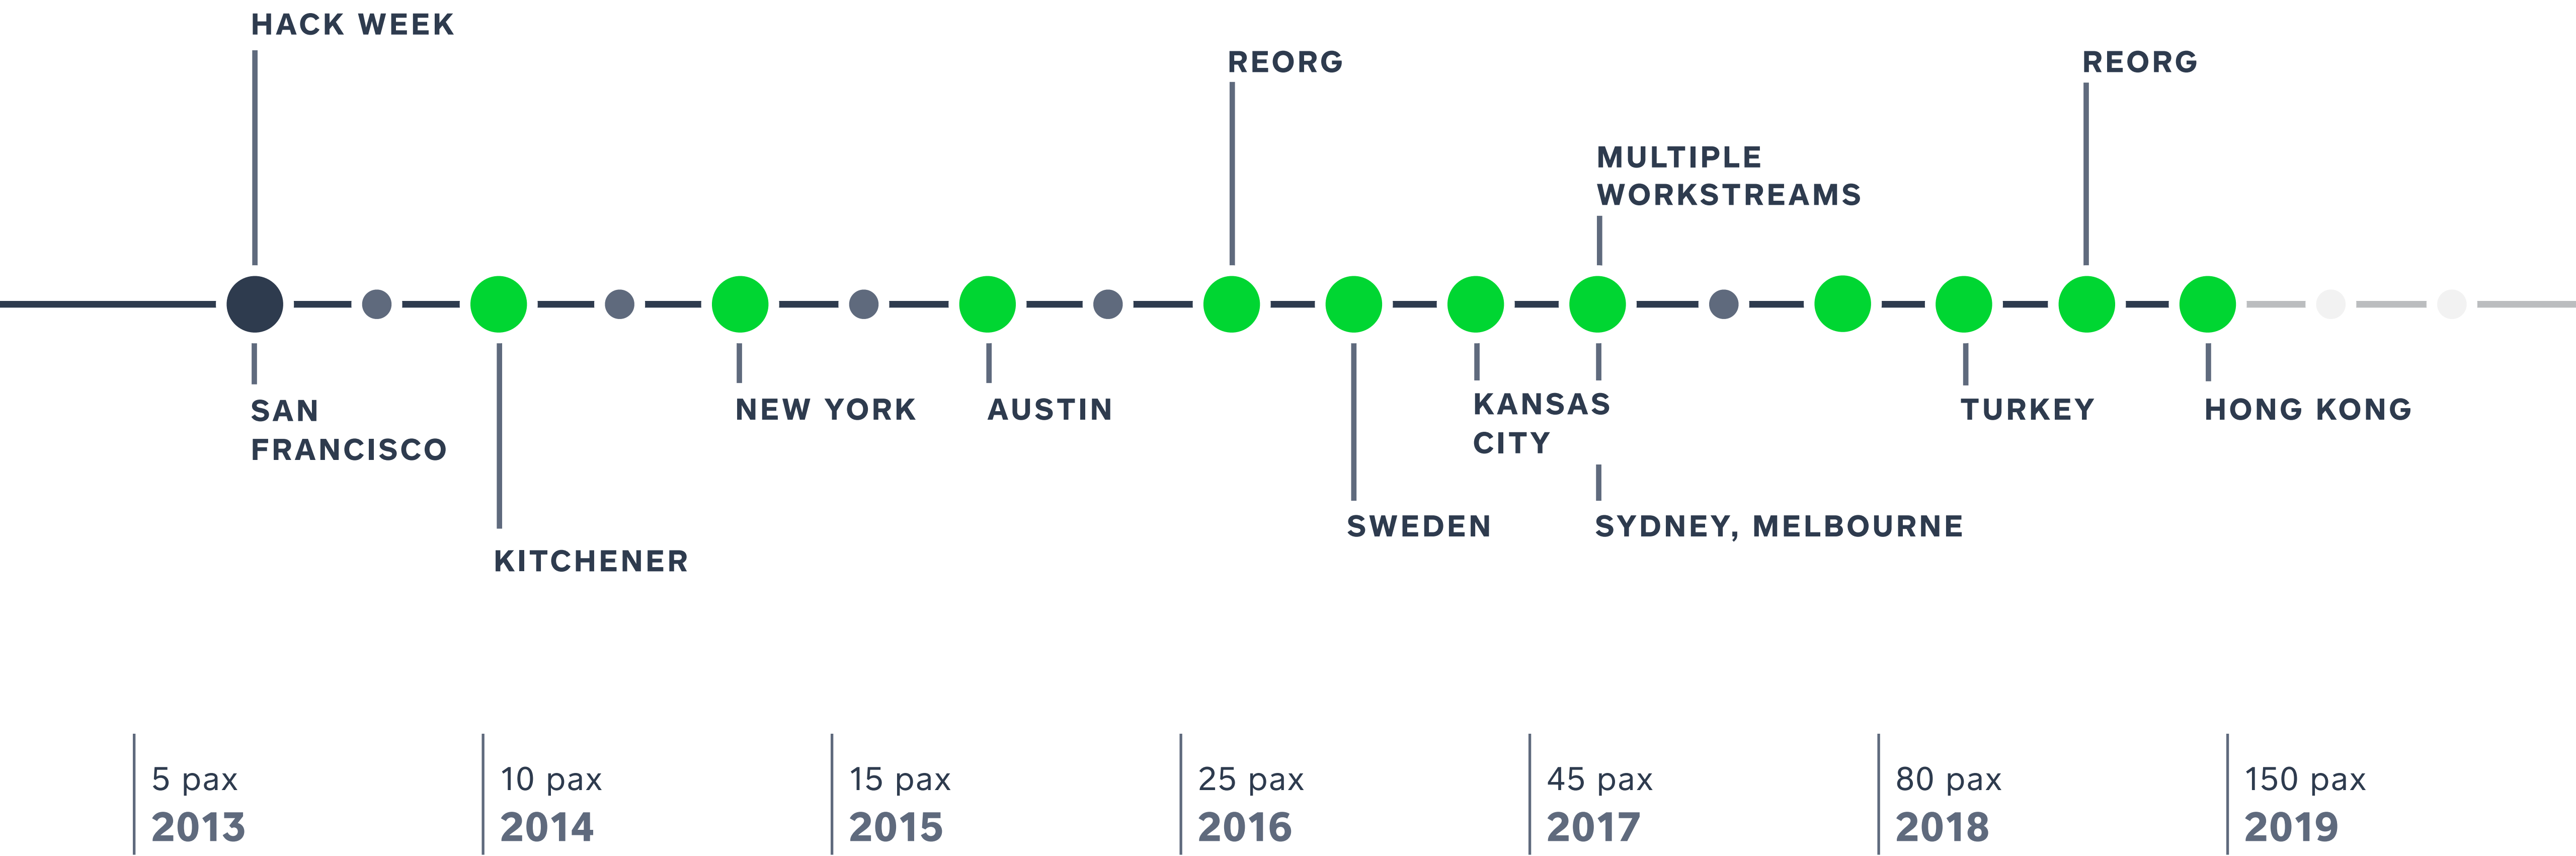 HACK WEEK
REORG
REORG
MULTIPLE
WORKSTREAMS
SAN
FRANCISCO
KITCHENER
NEW YORK
AUSTIN
SWEDEN
KANSAS
CITY
SYDNEY, MELBOURNE
TURKEY
HONG KONG
5 pax
2013
10 pax
2014
15 pax
2015
25 pax
2016
45 pax
2017
80 pax
2018
150 pax
2019